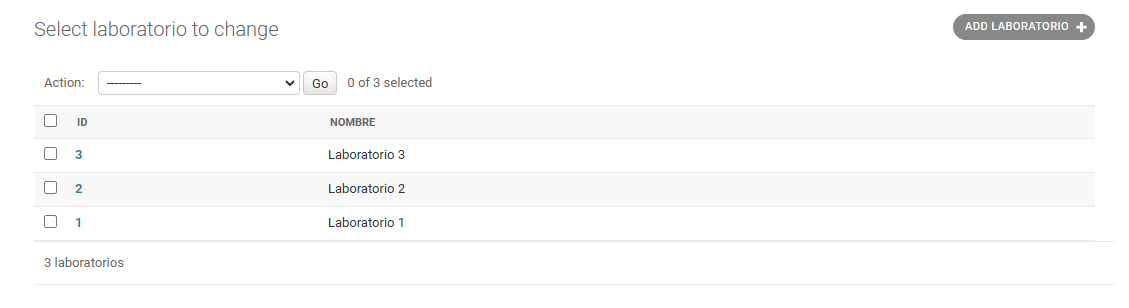 Select laboratorio to change
ADD LABORATORIO +
Action: --------- Go 0 of 3 selected
ID NOMBRE
3 Laboratorio 3
2 Laboratorio 2
1 Laboratorio 1
3 laboratorios